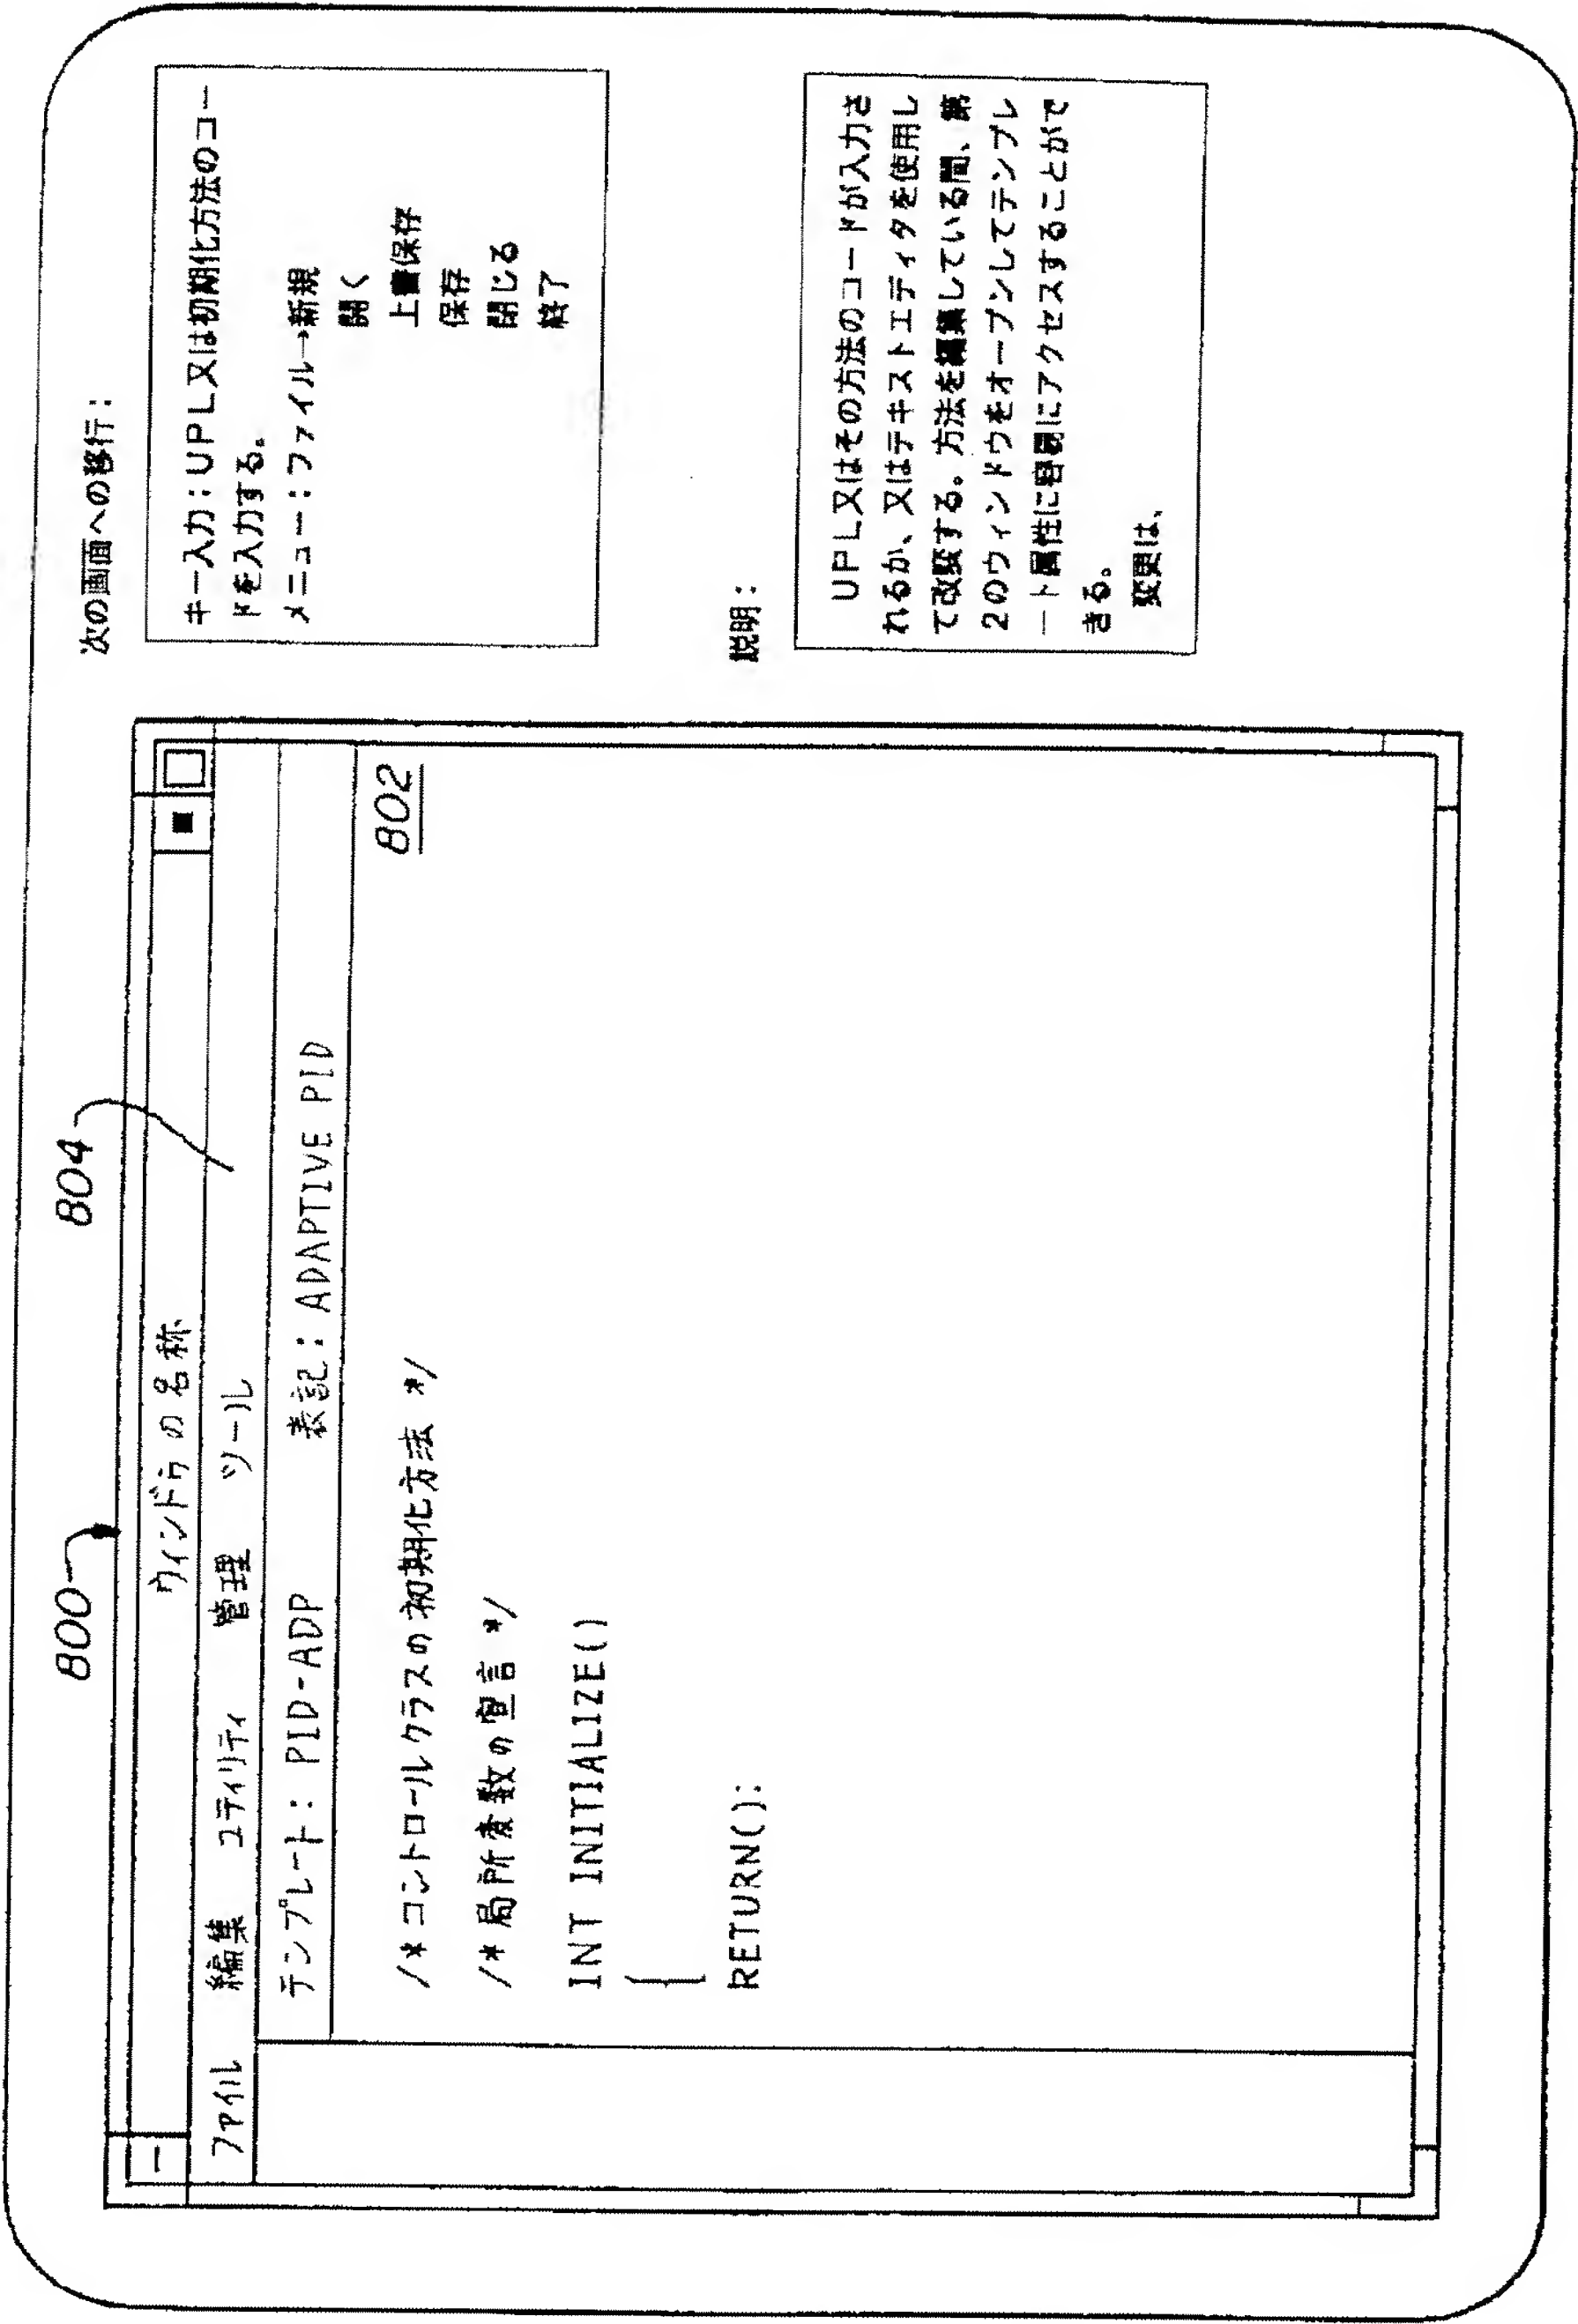 800
804
ウィンドウの名称
ファイル 編集 ユティリティ 管理 ツール
テンプレート: PID-ADP 表記: ADAPTIVE PID
802
/* コントロールクラスの初期化方法 */
/* 局所変数の宣言 */
INT INITIALIZE()
{
RETURN():
次の画面への移行:
キー入力:UPL又は初期化方法のコー
ドを入力する。
メニュー:ファイル→新規
開く
上書保存
保存
閉じる
終了
説明:
UPL又はその方法のコードが入力さ
れるか、又はテキストエディタを使用し
て改変する。方法を編集している間、第
2のウィンドウをオープンしてテンプレ
ート属性に容易にアクセスすることがで
きる。
変更は、